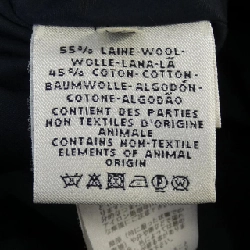 55% LAINE-WOOL-
WOLLE-LANA-LÃ
45% COTON-COTTON-
BAUMWOLLE-ALGODÓN-
COTONE-ALGODÃO
CONTIENT DES PARTIES
NON TEXTILES D'ORIGINE
ANIMALE
CONTAINS NON-TEXTILE
ELEMENTS OF ANIMAL
ORIGIN